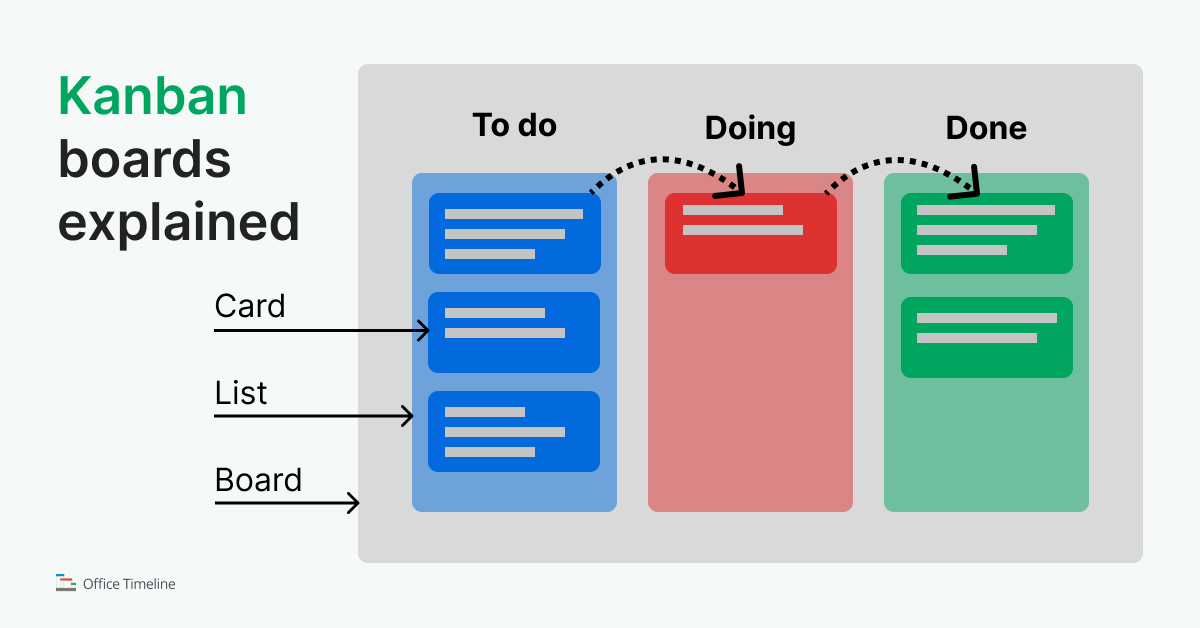 Kanban
boards
explained
To do
Doing
Done
Card
List
Board
Office Timeline